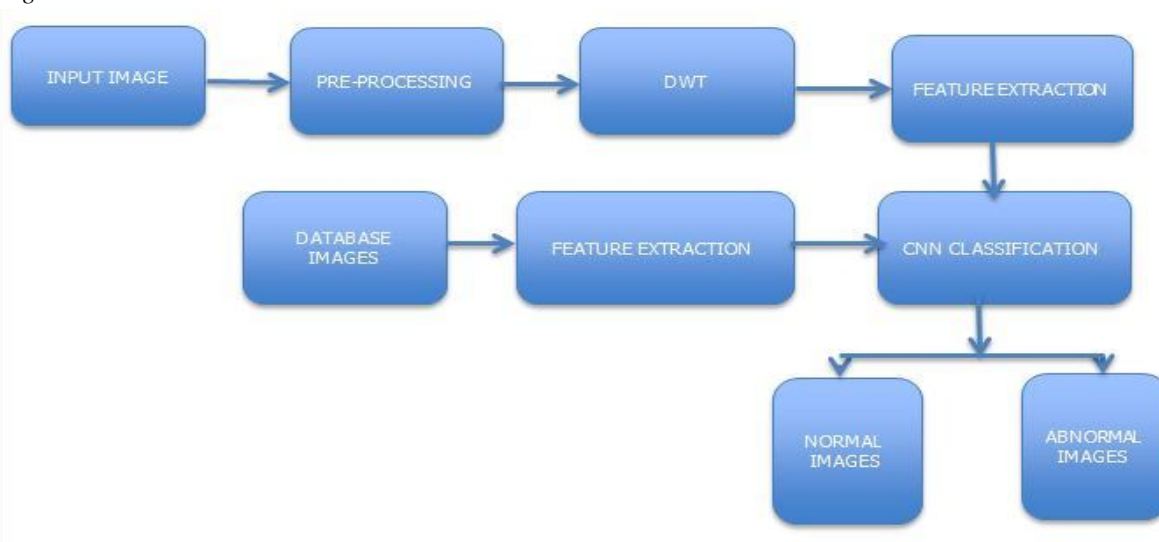 INPUT IMAGE
PRE-PROCESSING
DWT
FEATURE EXTRACTION
DATABASE
IMAGES
FEATURE EXTRACTION
CNN CLASSIFICATION
NORMAL
IMAGES
ABNORMAL
IMAGES